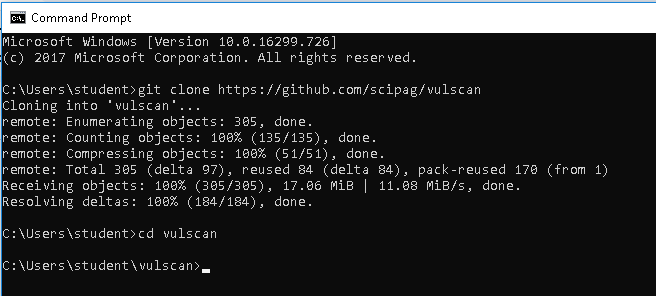 Command Prompt
Microsoft Windows [Version 10.0.16299.726]
(c) 2017 Microsoft Corporation. All rights reserved.
C:\Users\student>git clone https://github.com/scipag/vulscan
Cloning into 'vulscan'...
remote: Enumerating objects: 305, done.
remote: Counting objects: 100% (135/135), done.
remote: Compressing objects: 100% (51/51), done.
remote: Total 305 (delta 97), reused 84 (delta 84), pack-reused 170 (from 1)
Receiving objects: 100% (305/305), 17.06 MiB | 11.08 MiB/s, done.
Resolving deltas: 100% (184/184), done.
C:\Users\student>cd vulscan
C:\Users\student\vulscan>_